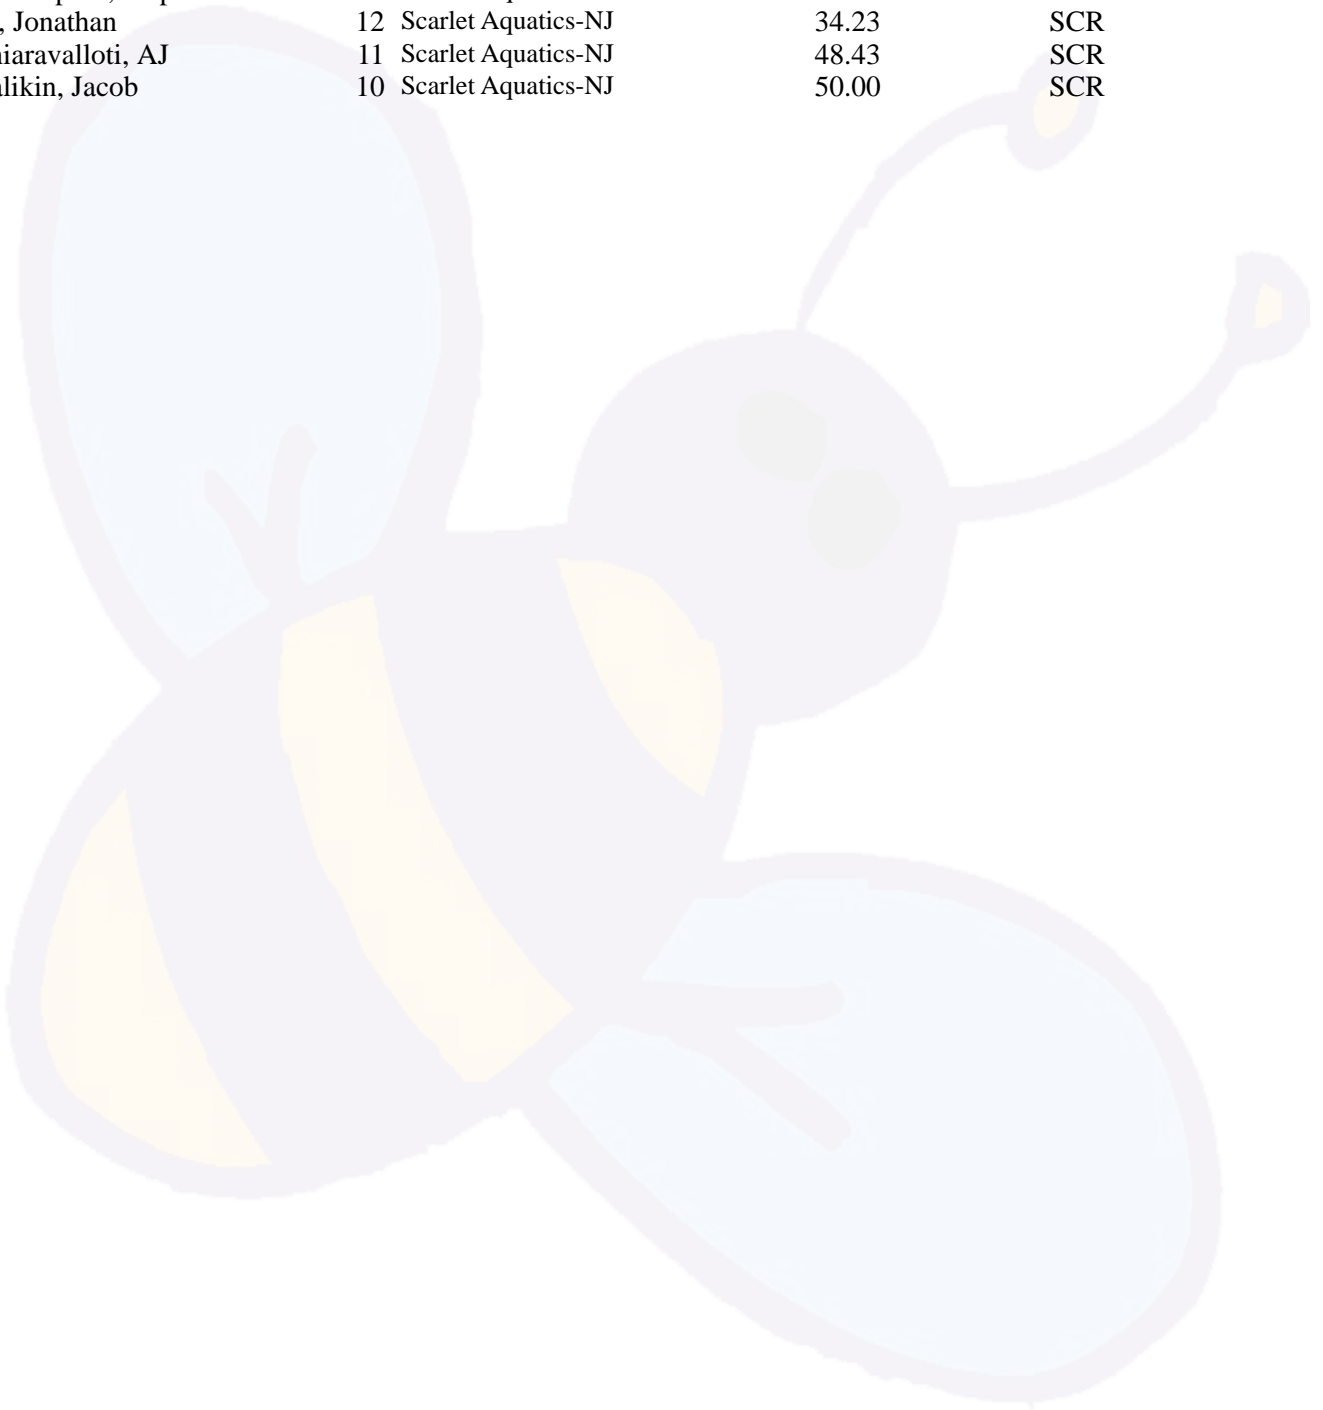 , Jonathan 12 Scarlet Aquatics-NJ 34.23 SCR
iaravalloti, AJ 11 Scarlet Aquatics-NJ 48.43 SCR
likin, Jacob 10 Scarlet Aquatics-NJ 50.00 SCR